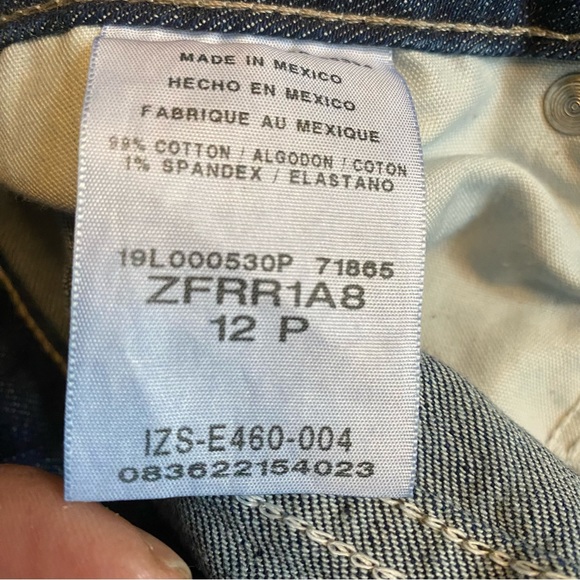 MADE IN MEXICO
HECHO EN MEXICO
FABRIQUE AU MEXIQUE
99% COTTON / ALGODON / COTON
1% SPANDEX / ELASTANO
19L000530P 71865
ZFRR1A8
12 P
IZS-E460-004
083622154023